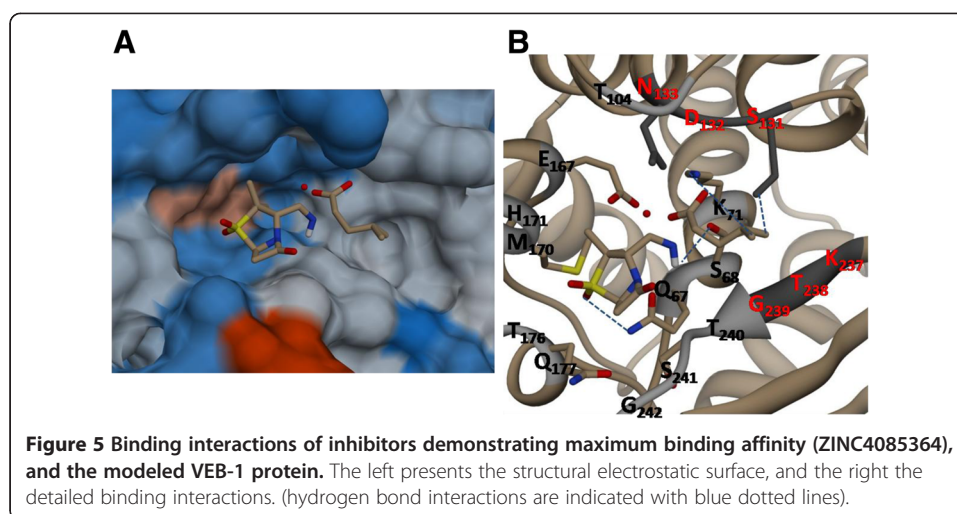 A
B
T104
N133
D132
S131
E167
K71
H171
M170
S68
K237
Q67
T238
G239
T240
T176
Q177
S241
G242
Figure 5 Binding interactions of inhibitors demonstrating maximum binding affinity (ZINC4085364),
and the modeled VEB-1 protein. The left presents the structural electrostatic surface, and the right the
detailed binding interactions. (hydrogen bond interactions are indicated with blue dotted lines).